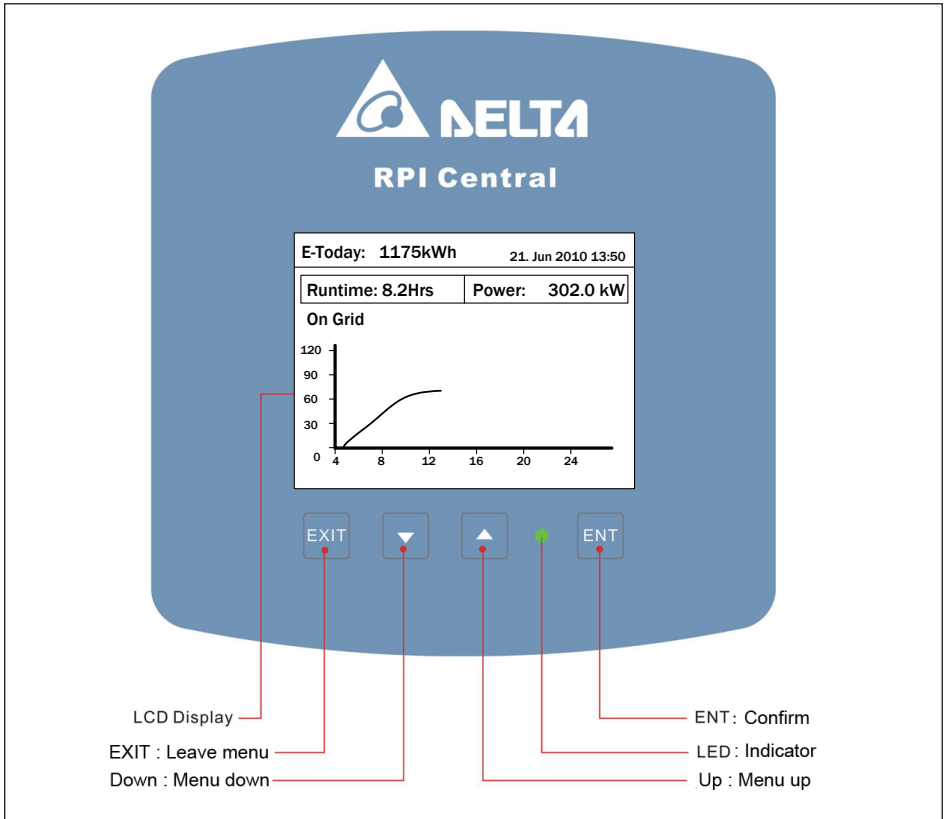 DELTA
RPI Central
E-Today: 1175kWh 21. Jun 2010 13:50
Runtime: 8.2Hrs Power: 302.0 kW
On Grid
120
90
60
30
0 4 8 12 16 20 24
EXIT ENT
LCD Display ENT: Confirm
EXIT : Leave menu LED: Indicator
Down : Menu down Up : Menu up